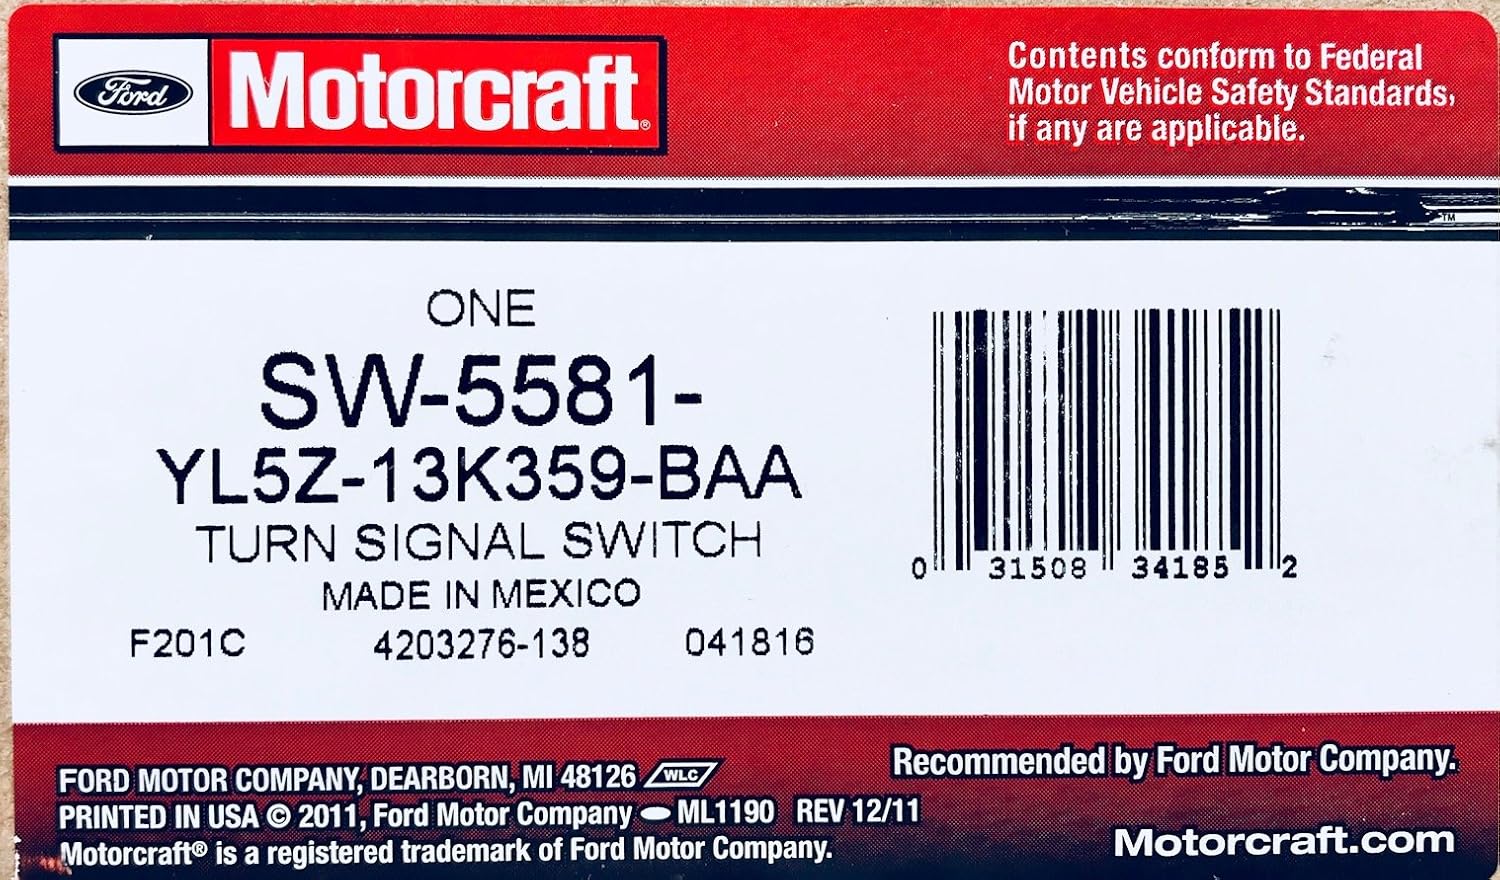 Ford Motorcraft®
Contents conform to Federal
Motor Vehicle Safety Standards,
if any are applicable.
TM
ONE
SW-5581-
YL5Z-13K359-BAA
TURN SIGNAL SWITCH
MADE IN MEXICO
F201C 4203276-138 041816
0 31508 34185 2
FORD MOTOR COMPANY, DEARBORN, MI 48126 WLC
PRINTED IN USA © 2011, Ford Motor Company ML1190 REV 12/11
Motorcraft® is a registered trademark of Ford Motor Company.
Recommended by Ford Motor Company.
Motorcraft.com